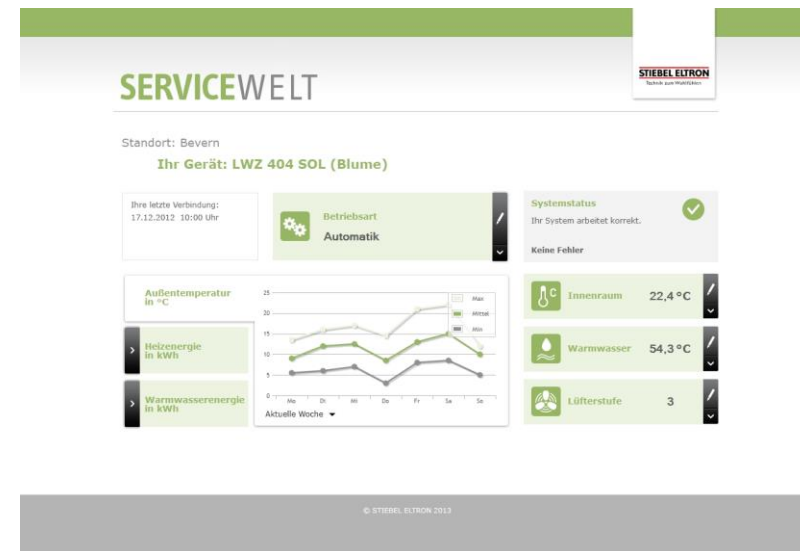 STIEBEL ELTRON
Technik zum Wohlfühlen
SERVICEWELT
Standort: Bevern
Ihr Gerät: LWZ 404 SOL (Blume)
Ihre letzte Verbindung:
17.12.2012 10:00 Uhr
Betriebsart
Automatik
Systemstatus
Ihr System arbeitet korrekt.
Keine Fehler
Außentemperatur
in °C
Heizenergie
in kWh
Warmwasserenergie
in kWh
25
20
15
10
5
0
Max
Mittel
Min
Mo Di Mi Do Fr Sa So
Aktuelle Woche
°C
Innenraum 22,4 °C
Warmwasser 54,3 °C
Lüfterstufe 3
© STIEBEL ELTRON 2013